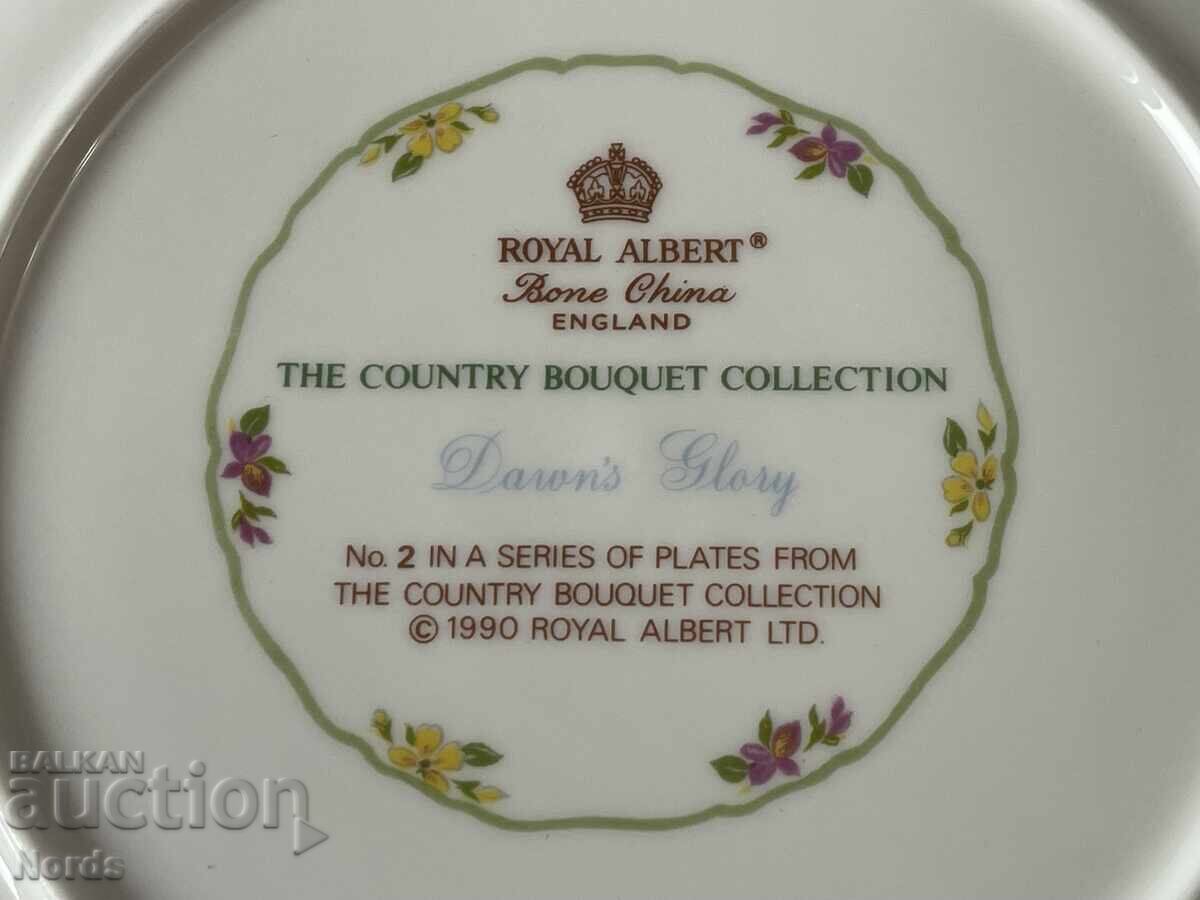 ROYAL ALBERT®
Bone China
ENGLAND
THE COUNTRY BOUQUET COLLECTION
Dawn's Glory
No. 2 IN A SERIES OF PLATES FROM
THE COUNTRY BOUQUET COLLECTION
© 1990 ROYAL ALBERT LTD.
BALKAN
auction
Nords